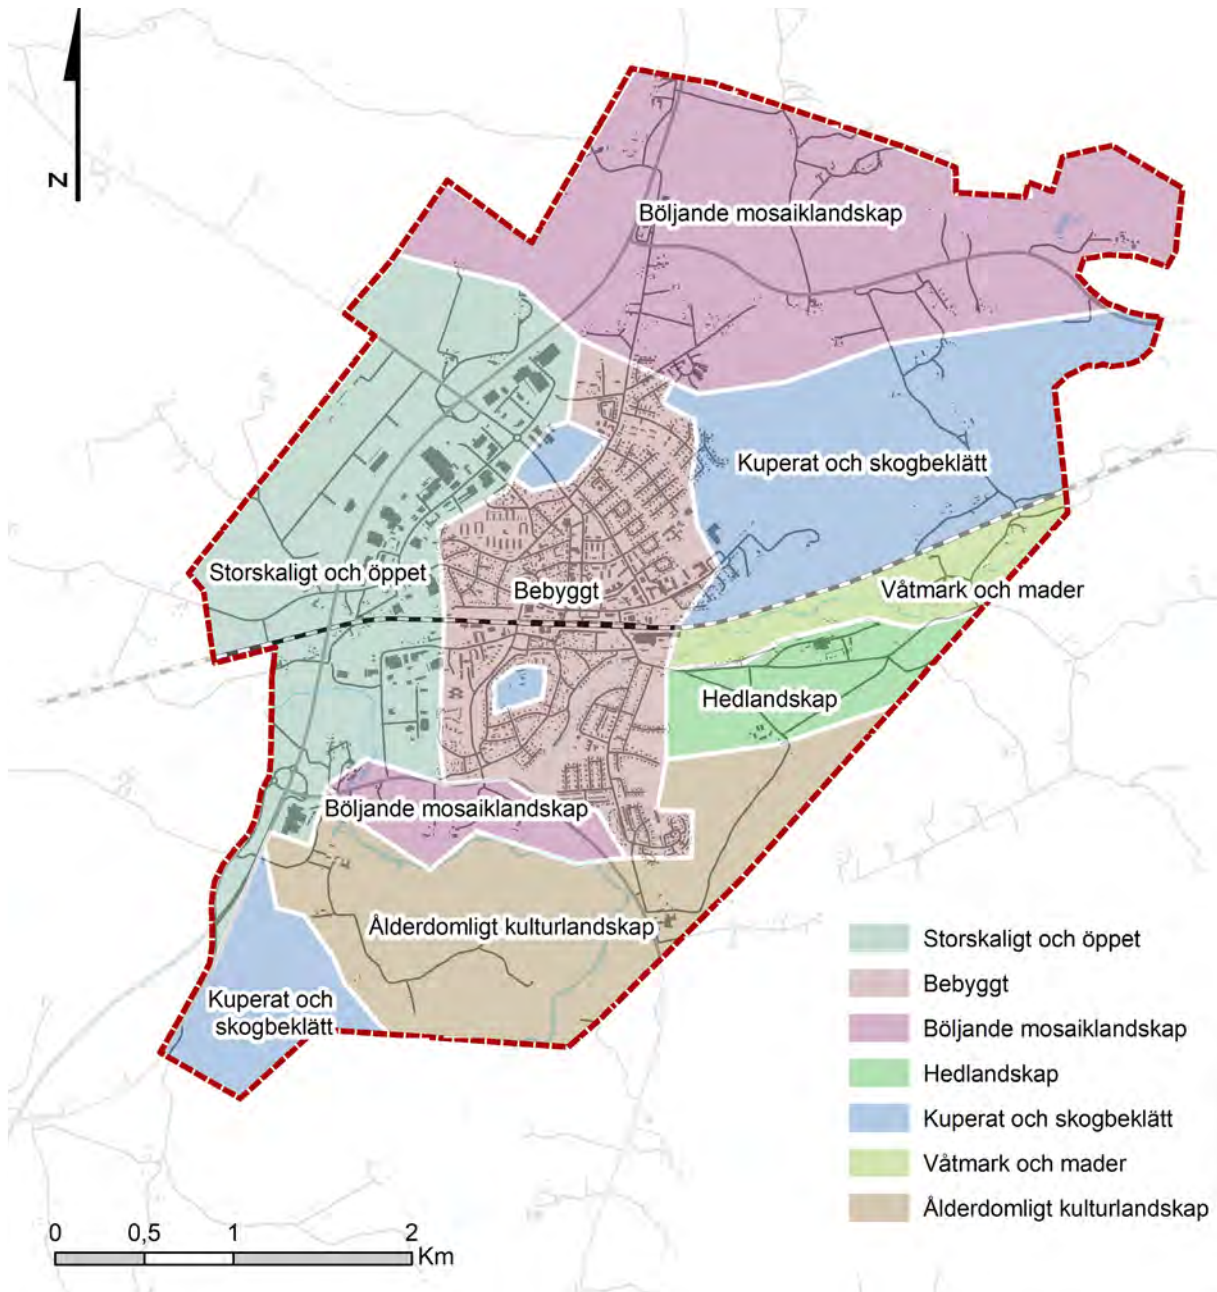 N
Böljande mosaiklandskap
Kuperat och skogbeklätt
Storskaligt och öppet
Bebyggt
Våtmark och mader
Hedlandskap
Böljande mosaiklandskap
Ålderdomligt kulturlandskap
Kuperat och
skogbeklätt
Storskaligt och öppet
Bebyggt
Böljande mosaiklandskap
Hedlandskap
Kuperat och skogbeklätt
Våtmark och mader
Ålderdomligt kulturlandskap
0 0,5 1 2
Km